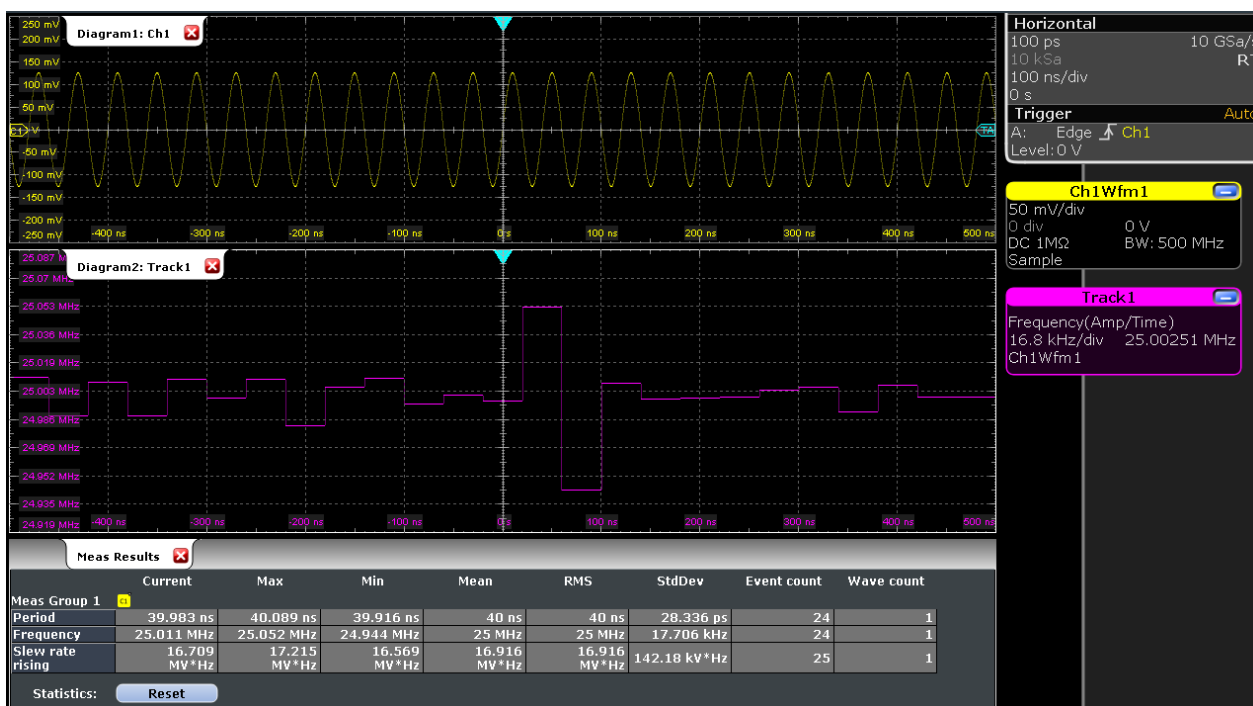 250 mV
Diagram1: Ch1
200 mV
150 mV
100 mV
50 mV
C1 V
TA
-50 mV
-100 mV
-150 mV
-200 mV
-250 mV -400 ns -300 ns -200 ns -100 ns 0 s 100 ns 200 ns 300 ns 400 ns 500 ns
25.087 M
Diagram2: Track1
25.07 MHz
25.053 MHz
25.036 MHz
25.019 MHz
25.003 MHz
24.986 MHz
24.969 MHz
24.952 MHz
24.935 MHz
24.919 MHz -400 ns -300 ns -200 ns -100 ns 0 s 100 ns 200 ns 300 ns 400 ns 500 ns
Meas Results
Current Max Min Mean RMS StdDev Event count Wave count
Meas Group 1 C1
Period 39.983 ns 40.089 ns 39.916 ns 40 ns 40 ns 28.336 ps 24 1
Frequency 25.011 MHz 25.052 MHz 24.944 MHz 25 MHz 25 MHz 17.706 kHz 24 1
Slew rate rising 16.709 MV*Hz 17.215 MV*Hz 16.569 MV*Hz 16.916 MV*Hz 16.916 MV*Hz 142.18 kV*Hz 25 1
Statistics: Reset
Horizontal
100 ps 10 GSa/s
10 kSa RT
100 ns/div
0 s
Trigger Auto
A: Edge Ch1
Level: 0 V
Ch1Wfm1
50 mV/div
0 div 0 V
DC 1MΩ BW: 500 MHz
Sample
Track1
Frequency(Amp/Time)
16.8 kHz/div 25.00251 MHz
Ch1Wfm1